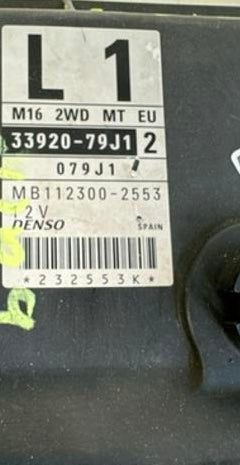 L 1
M16 2WD MT EU
33920-79J1 2
079J1
MB112300-2553
12V
DENSO SPAIN
*232553K*